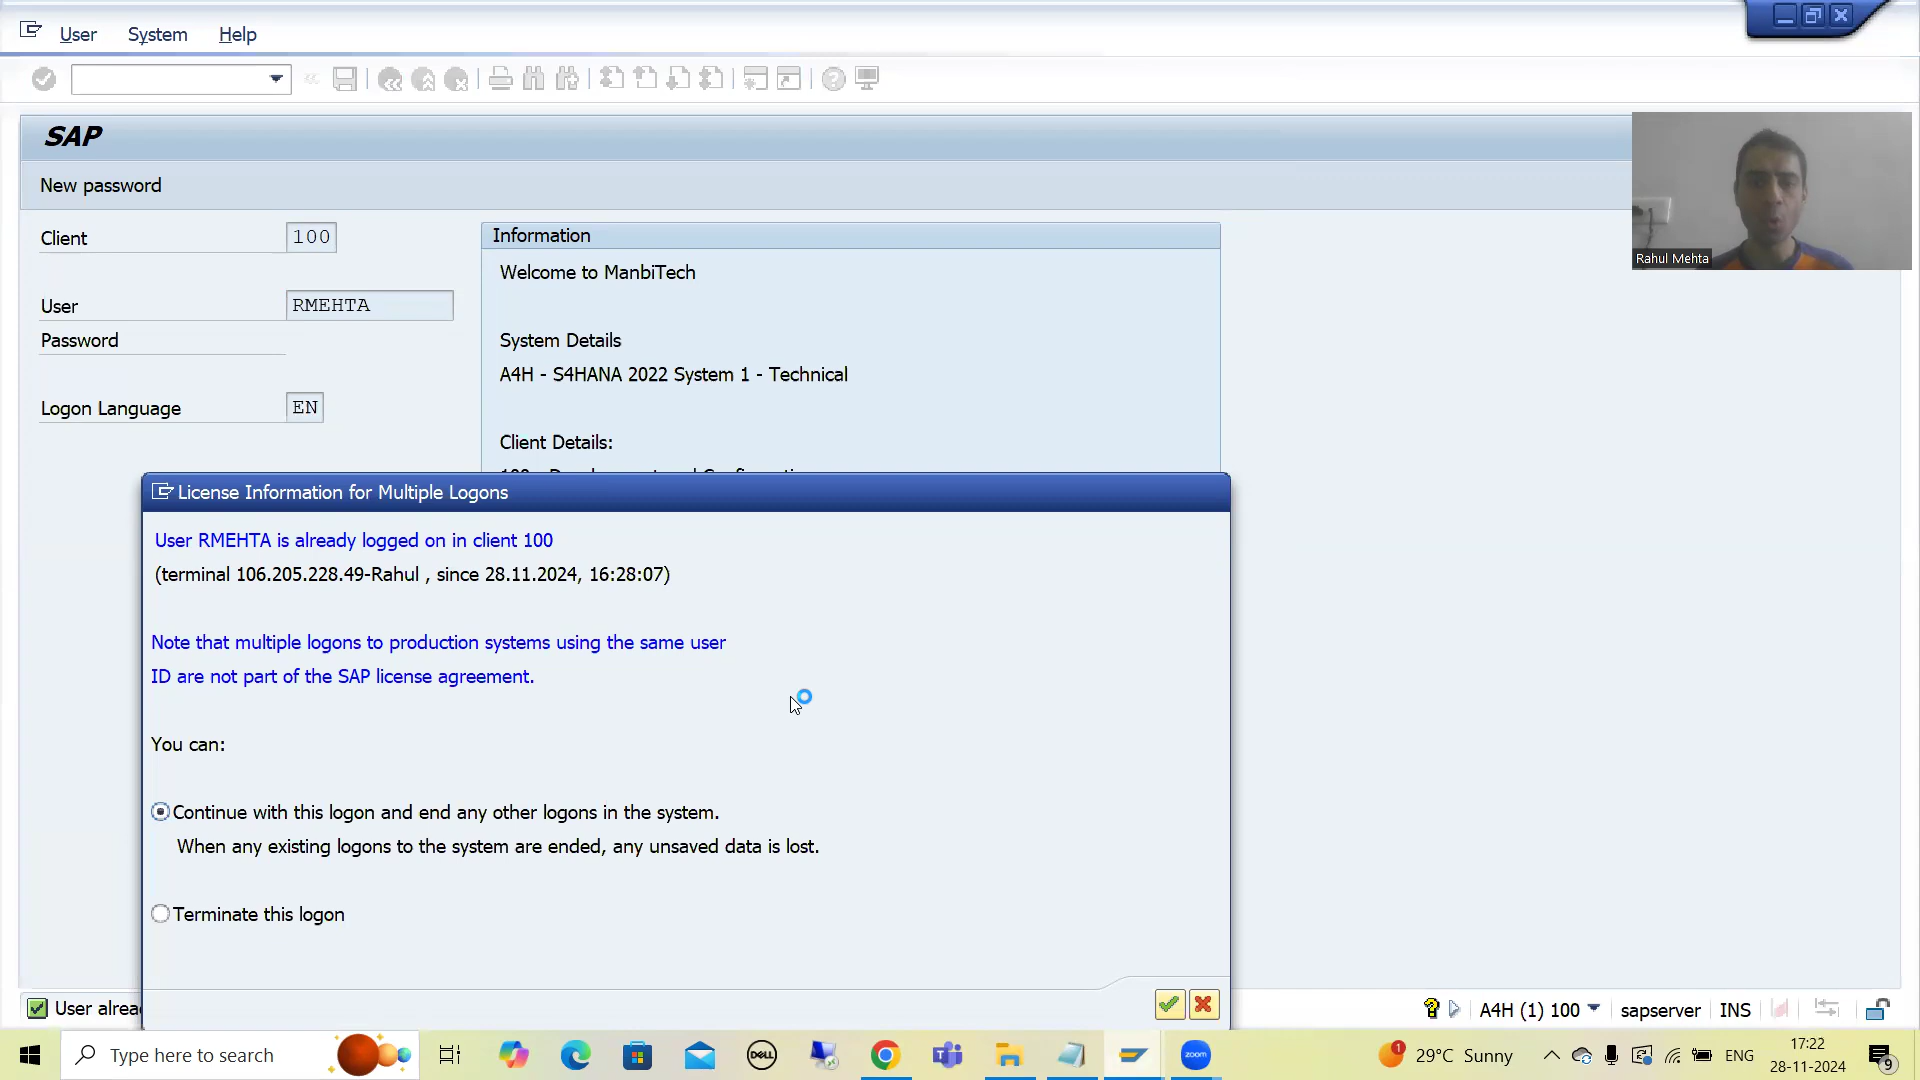 User System Help
SAP
New password
Client 100
User RMEHTA
Password
Logon Language EN
Information
Welcome to ManbiTech
System Details
A4H - S4HANA 2022 System 1 - Technical
Client Details:
Rahul Mehta
License Information for Multiple Logons
User RMEHTA is already logged on in client 100
(terminal 106.205.228.49-Rahul , since 28.11.2024, 16:28:07)
Note that multiple logons to production systems using the same user
ID are not part of the SAP license agreement.
You can:
Continue with this logon and end any other logons in the system.
When any existing logons to the system are ended, any unsaved data is lost.
Terminate this logon
User alrea
A4H (1) 100 sapserver INS
Type here to search
DELL
zoom
1
29°C Sunny
ENG
17:22
28-11-2024
9